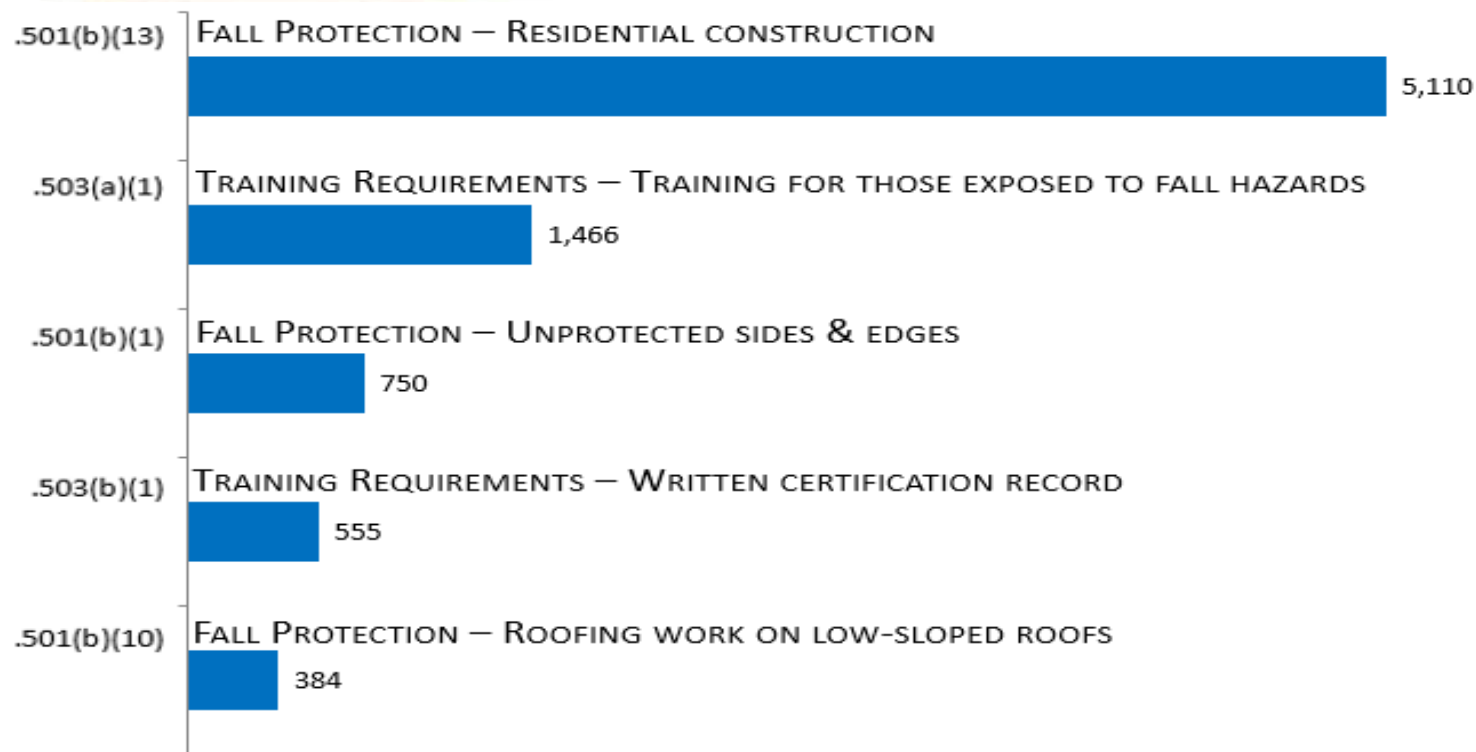 .501(b)(13) FALL PROTECTION – RESIDENTIAL CONSTRUCTION
5,110
.503(a)(1) TRAINING REQUIREMENTS – TRAINING FOR THOSE EXPOSED TO FALL HAZARDS
1,466
.501(b)(1) FALL PROTECTION – UNPROTECTED SIDES & EDGES
750
.503(b)(1) TRAINING REQUIREMENTS – WRITTEN CERTIFICATION RECORD
555
.501(b)(10) FALL PROTECTION – ROOFING WORK ON LOW-SLOPED ROOFS
384